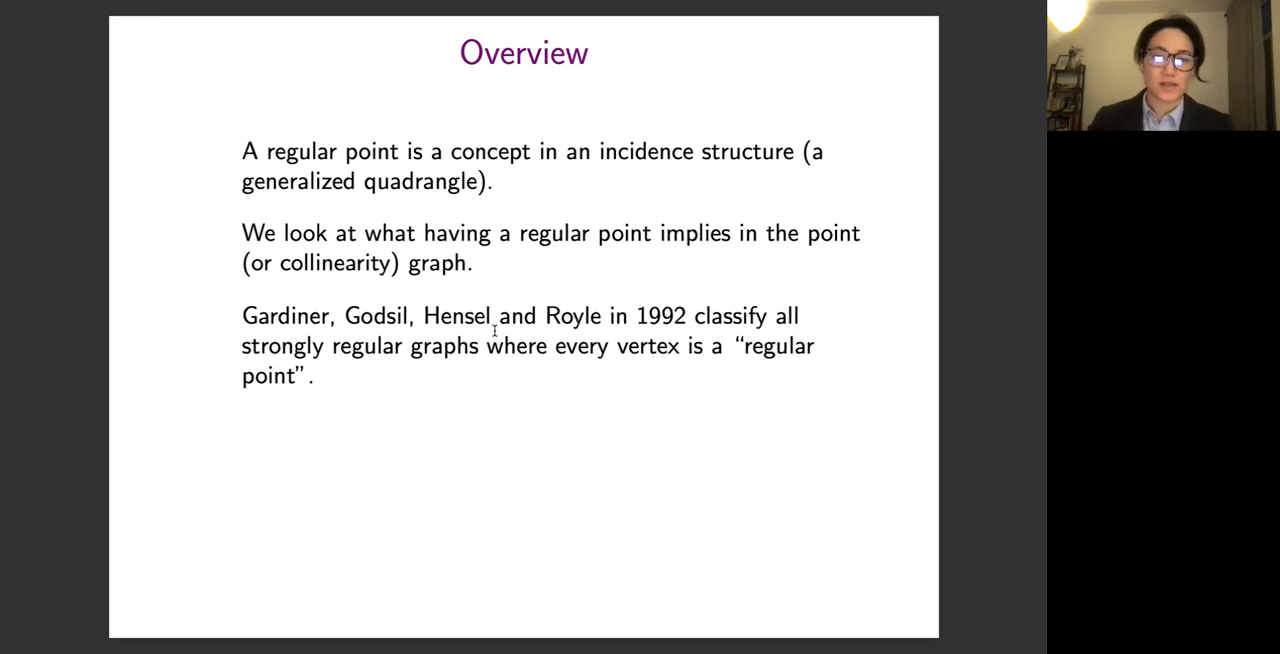 Overview
A regular point is a concept in an incidence structure (a
generalized quadrangle).
We look at what having a regular point implies in the point
(or collinearity) graph.
Gardiner, Godsil, Hensel and Royle in 1992 classify all
strongly regular graphs where every vertex is a “regular
point”.